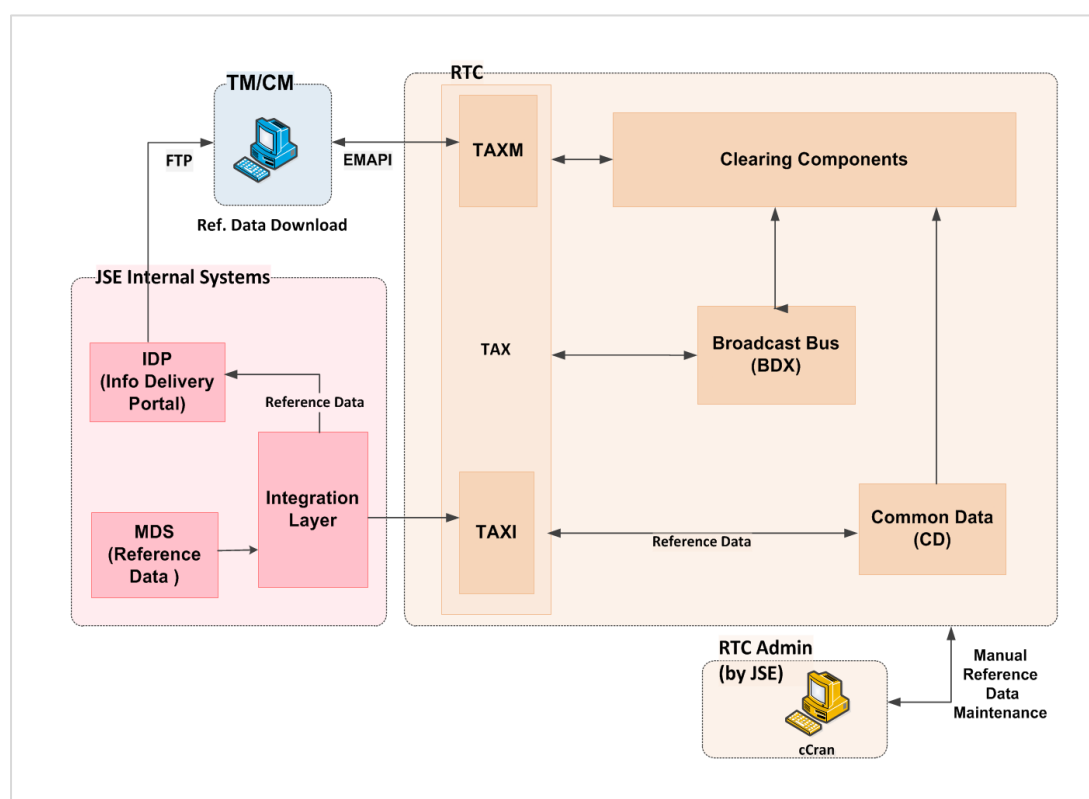 TM/CM
FTP
EMAPI
Ref. Data Download
JSE Internal Systems
IDP
(Info Delivery
Portal)
Reference Data
Integration
Layer
MDS
(Reference
Data )
RTC
TAXM
TAX
TAXI
Clearing Components
Broadcast Bus
(BDX)
Reference Data
Common Data
(CD)
RTC Admin
(by JSE)
cCran
Manual
Reference
Data
Maintenance